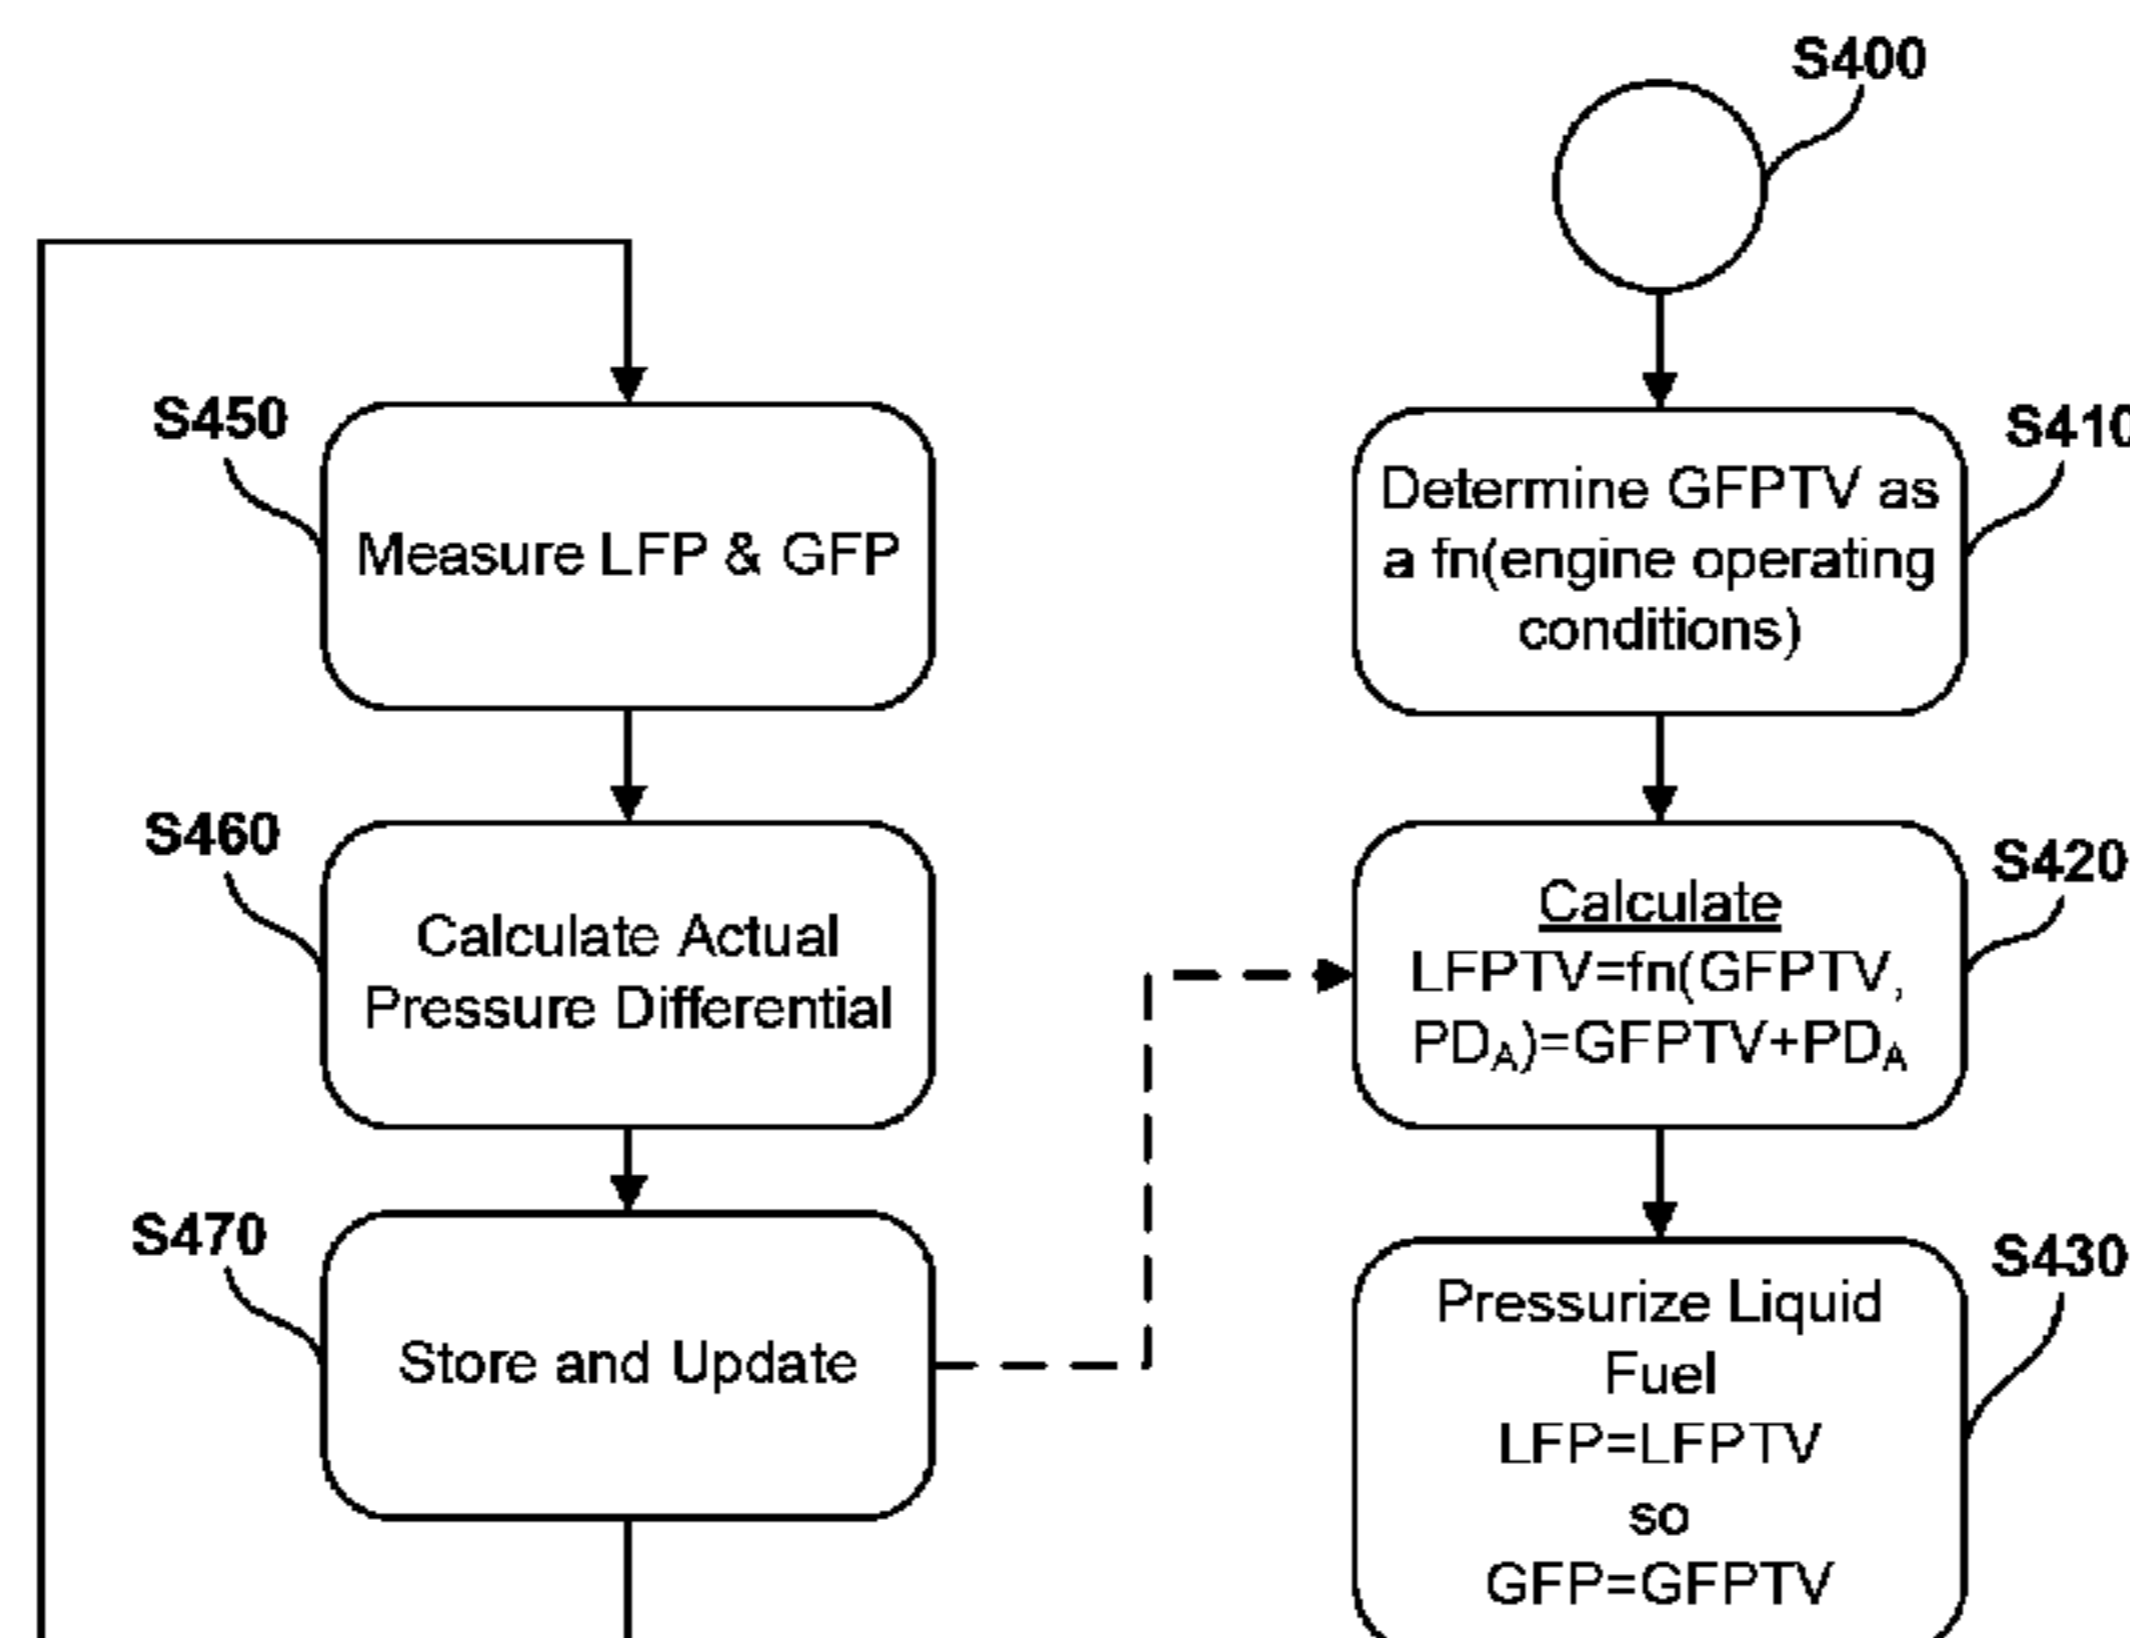 S400
S450
Measure LFP & GFP
S460
Calculate Actual
Pressure Differential
S470
Store and Update
S410
Determine GFPTV as
a fn(engine operating
conditions)
S420
Calculate
LFPTV=fn(GFPTV,
PDA)=GFPTV+PDA
S430
Pressurize Liquid
Fuel
LFP=LFPTV
so
GFP=GFPTV